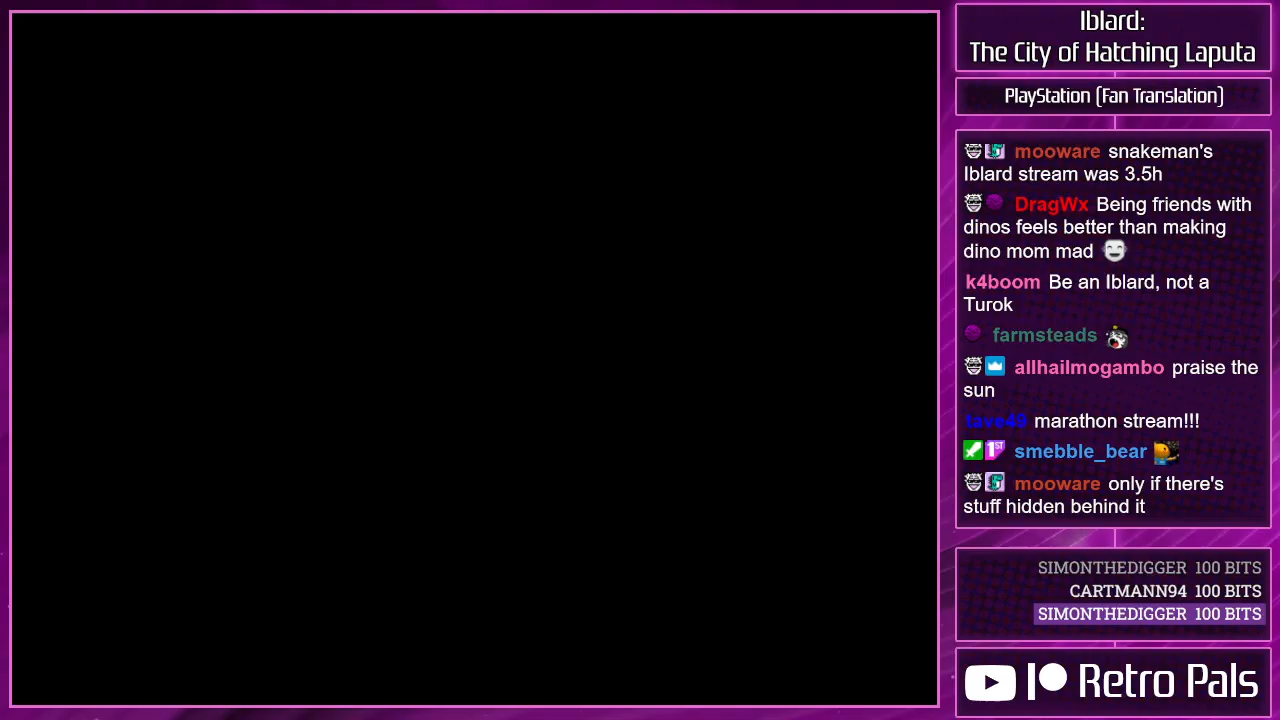 Iblard:
The City of Hatching Laputa
PlayStation (Fan Translation)
mooware snakeman's
Iblard stream was 3.5h
DragWx Being friends with
dinos feels better than making
dino mom mad
k4boom Be an Iblard, not a
Turok
farmsteads
allhailmogambo praise the
sun
tave49 marathon stream!!!
1ST smebble_bear
mooware only if there's
stuff hidden behind it
SIMONTHEDIGGER 100 BITS
CARTMANN94 100 BITS
SIMONTHEDIGGER 100 BITS
Retro Pals